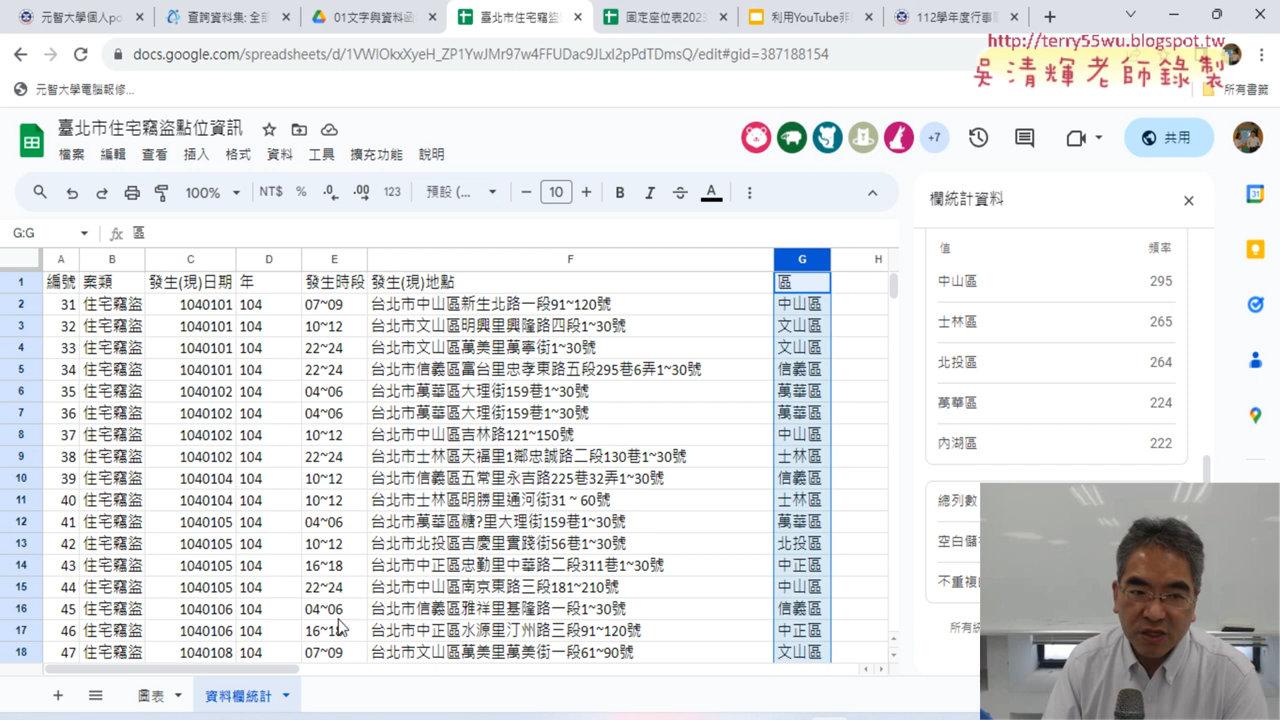 元智大學個人po
查詢資料集: 全部
01文字與資料函
臺北市住宅竊盜
固定座位表2023
利用YouTube菲
112學年度行事曆
docs.google.com/spreadsheets/d/1VWlOkxXyeH_ZP1YwJMr97w4FFUDac9JLxI2pPdTDmsQ/edit#gid=387188154
http://terry55wu.blogspot.tw
吳清輝老師錄製
元智大學電腦報修...
所有書籤
臺北市住宅竊盜點位資訊
+7
共用
檔案 編輯 查看 插入 格式 資料 工具 擴充功能 說明
100% NT$ % .0 .00 123 預設 (... 10 B I A
欄統計資料
G:G fx 區
A B C D E F G H
1 編號 案類 發生(現)日期 年 發生時段 發生(現)地點 區
2 31 住宅竊盜 1040101 104 07~09 台北市中山區新生北路一段91~120號 中山區
3 32 住宅竊盜 1040101 104 10~12 台北市文山區明興里興隆路四段1~30號 文山區
4 33 住宅竊盜 1040101 104 22~24 台北市文山區萬美里萬寧街1~30號 文山區
5 34 住宅竊盜 1040101 104 22~24 台北市信義區富台里忠孝東路五段295巷6弄1~30號 信義區
6 35 住宅竊盜 1040102 104 04~06 台北市萬華區大理街159巷1~30號 萬華區
7 36 住宅竊盜 1040102 104 04~06 台北市萬華區大理街159巷1~30號 萬華區
8 37 住宅竊盜 1040102 104 10~12 台北市中山區吉林路121~150號 中山區
9 38 住宅竊盜 1040102 104 22~24 台北市士林區天福里1鄰忠誠路二段130巷1~30號 士林區
10 39 住宅竊盜 1040104 104 10~12 台北市信義區五常里永吉路225巷32弄1~30號 信義區
11 40 住宅竊盜 1040104 104 10~12 台北市士林區明勝里通河街31 ~ 60號 士林區
12 41 住宅竊盜 1040105 104 04~06 台北市萬華區糖?里大理街159巷1~30號 萬華區
13 42 住宅竊盜 1040105 104 10~12 台北市北投區吉慶里實踐街56巷1~30號 北投區
14 43 住宅竊盜 1040105 104 16~18 台北市中正區忠勤里中華路二段311巷1~30號 中正區
15 44 住宅竊盜 1040105 104 22~24 台北市中山區南京東路三段181~210號 中山區
16 45 住宅竊盜 1040106 104 04~06 台北市信義區雅祥里基隆路一段1~30號 信義區
17 46 住宅竊盜 1040106 104 16~18 台北市中正區水源里汀州路三段91~120號 中正區
18 47 住宅竊盜 1040108 104 07~09 台北市文山區萬美里萬美街一段61~90號 文山區
值 頻率
中山區 295
士林區 265
北投區 264
萬華區 224
內湖區 222
總列數
空白儲
不重複
所有
圖表
資料欄統計